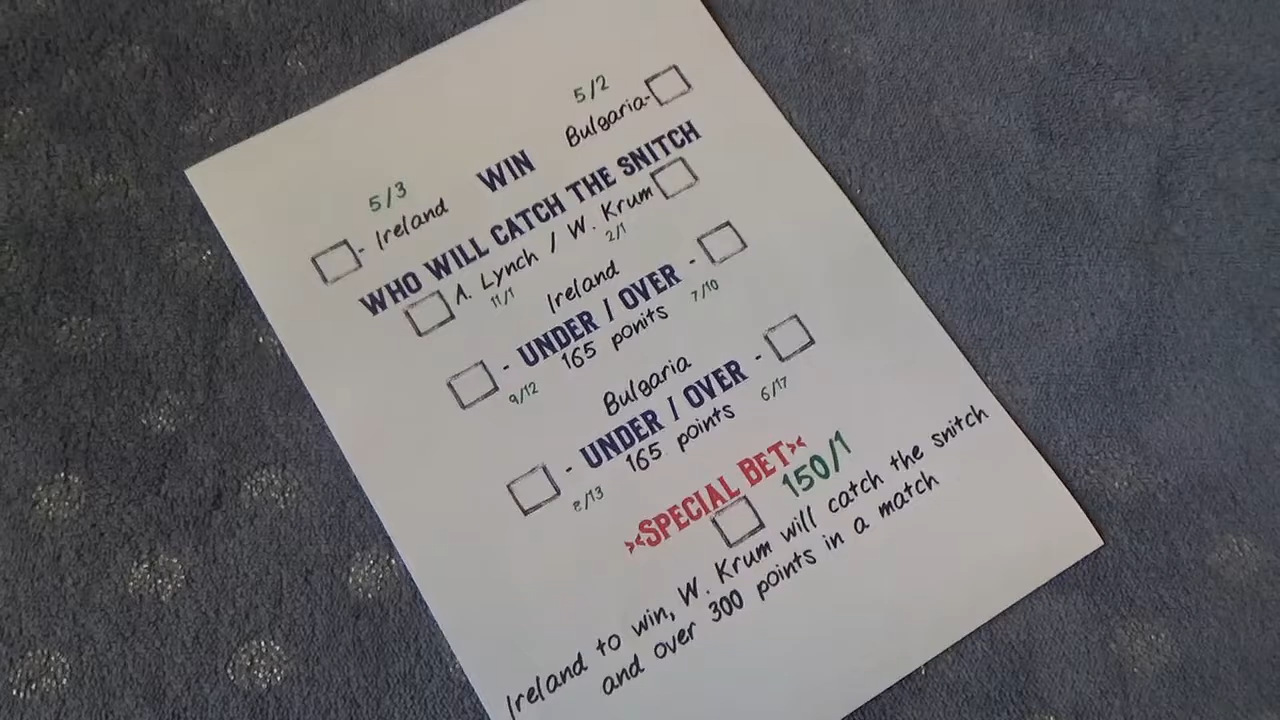 5/3 5/2
Ireland WIN Bulgaria-
WHO WILL CATCH THE SNITCH
A. Lynch / W. Krum
11/1 2/1
Ireland
- UNDER / OVER -
9/12 165 ponits 7/10
Bulgaria
- UNDER / OVER -
8/13 165 points 6/17
>SPECIAL BET< 150/1
Ireland to win, W. Krum will catch the snitch
and over 300 points in a match